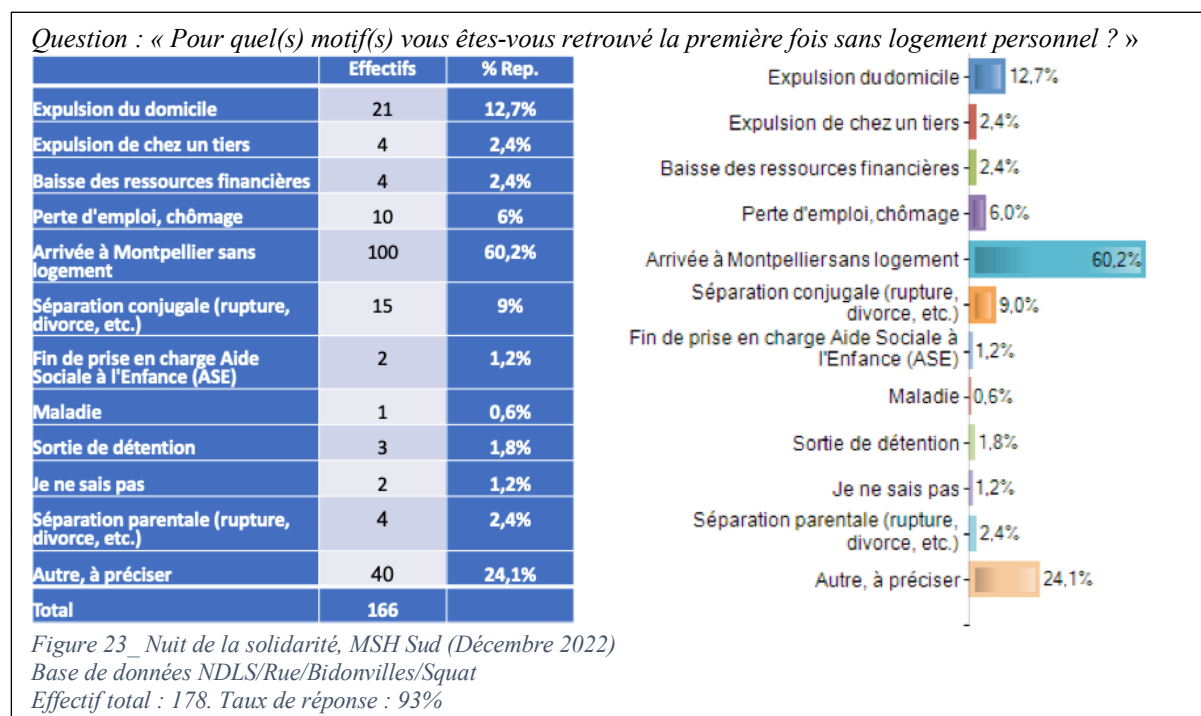 Question : « Pour quel(s) motif(s) vous êtes-vous retrouvé la première fois sans logement personnel ? »
Effectifs % Rep.
Expulsion du domicile 21 12,7%
Expulsion de chez un tiers 4 2,4%
Baisse des ressources financières 4 2,4%
Perte d'emploi, chômage 10 6%
Arrivée à Montpellier sans
logement 100 60,2%
Séparation conjugale (rupture,
divorce, etc.) 15 9%
Fin de prise en charge Aide
Sociale à l'Enfance (ASE) 2 1,2%
Maladie 1 0,6%
Sortie de détention 3 1,8%
Je ne sais pas 2 1,2%
Séparation parentale (rupture,
divorce, etc.) 4 2,4%
Autre, à préciser 40 24,1%
Total 166
Expulsion du domicile 12,7%
Expulsion de chez un tiers 2,4%
Baisse des ressources financières 2,4%
Perte d'emploi, chômage 6,0%
Arrivée à Montpellier sans logement 60,2%
Séparation conjugale (rupture,
divorce, etc.) 9,0%
Fin de prise en charge Aide Sociale à
l'Enfance (ASE) 1,2%
Maladie 0,6%
Sortie de détention 1,8%
Je ne sais pas 1,2%
Séparation parentale (rupture,
divorce, etc.) 2,4%
Autre, à préciser 24,1%
Figure 23_ Nuit de la solidarité, MSH Sud (Décembre 2022)
Base de données NDLS/Rue/Bidonvilles/Squat
Effectif total : 178. Taux de réponse : 93%